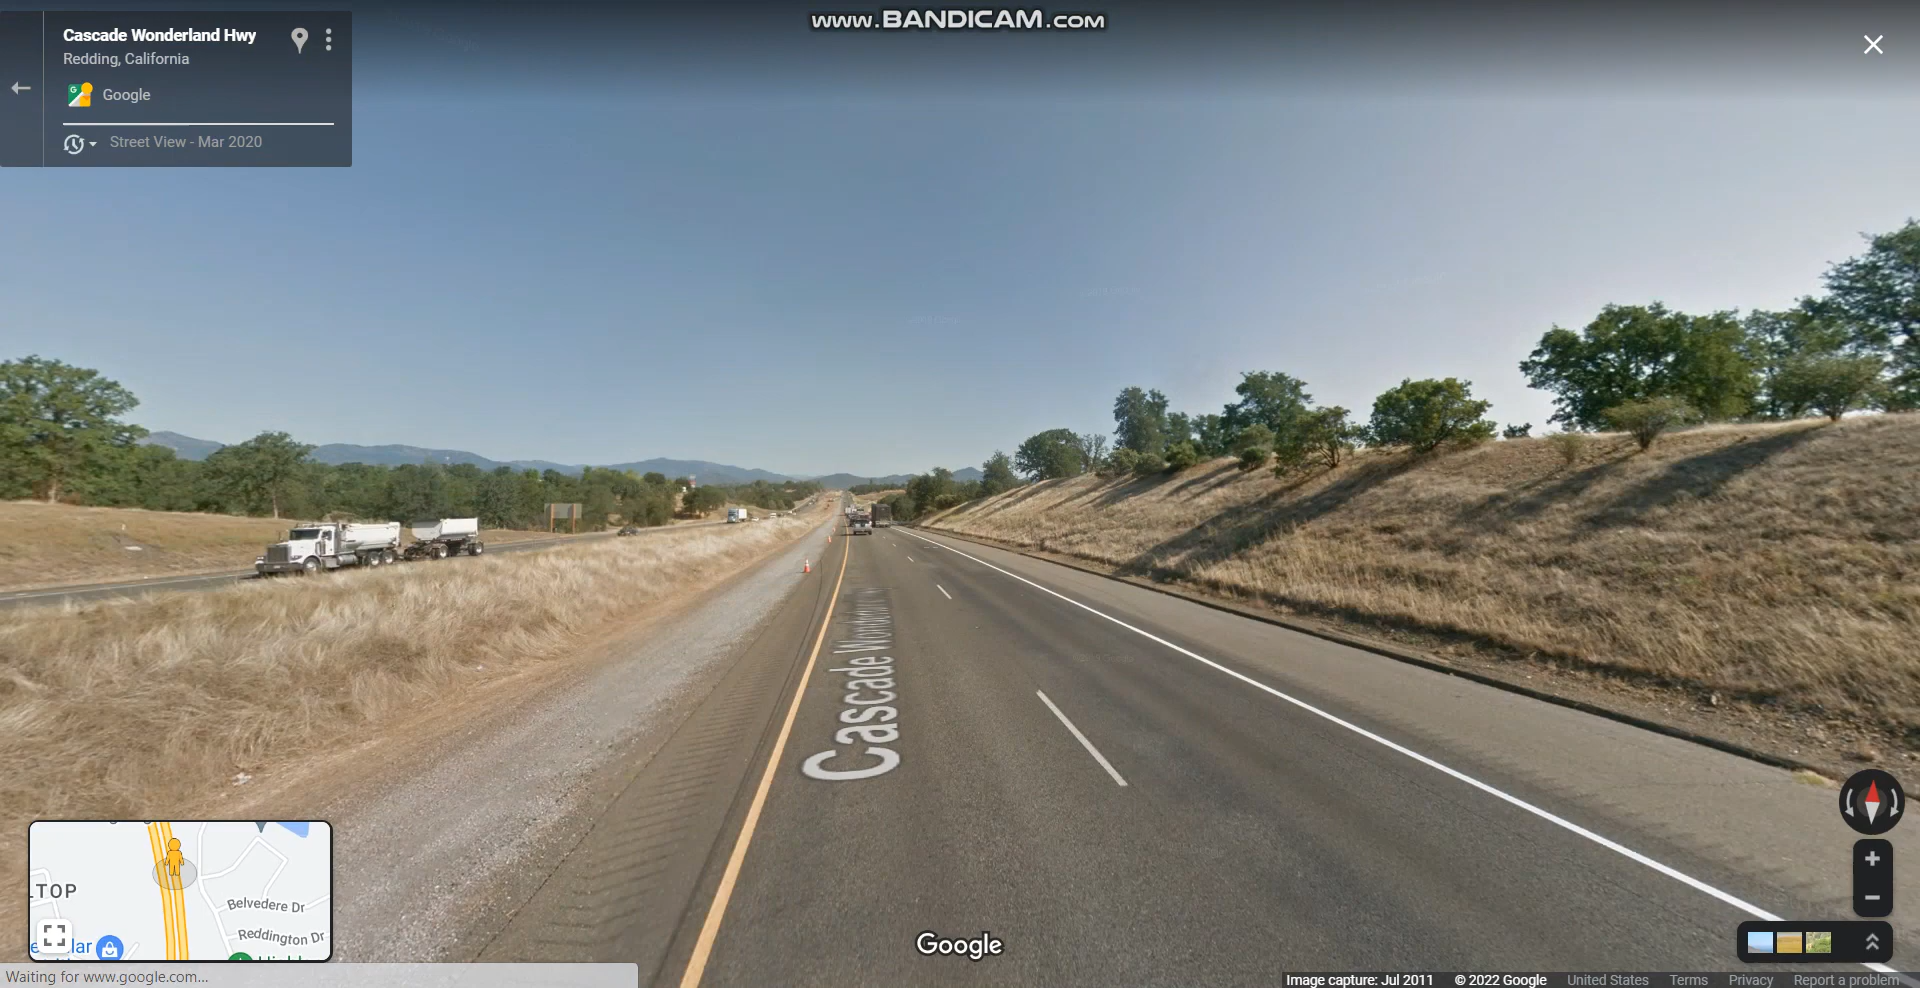 www.BANDICAM.com
Cascade Wonderland Hwy
Redding, California
Google
Street View - Mar 2020
Cascade
LTOP
Belvedere Dr
Reddington Dr
Waiting for www.google.com...
Google
Image capture: Jul 2011 © 2022 Google United States Terms Privacy Report a problem